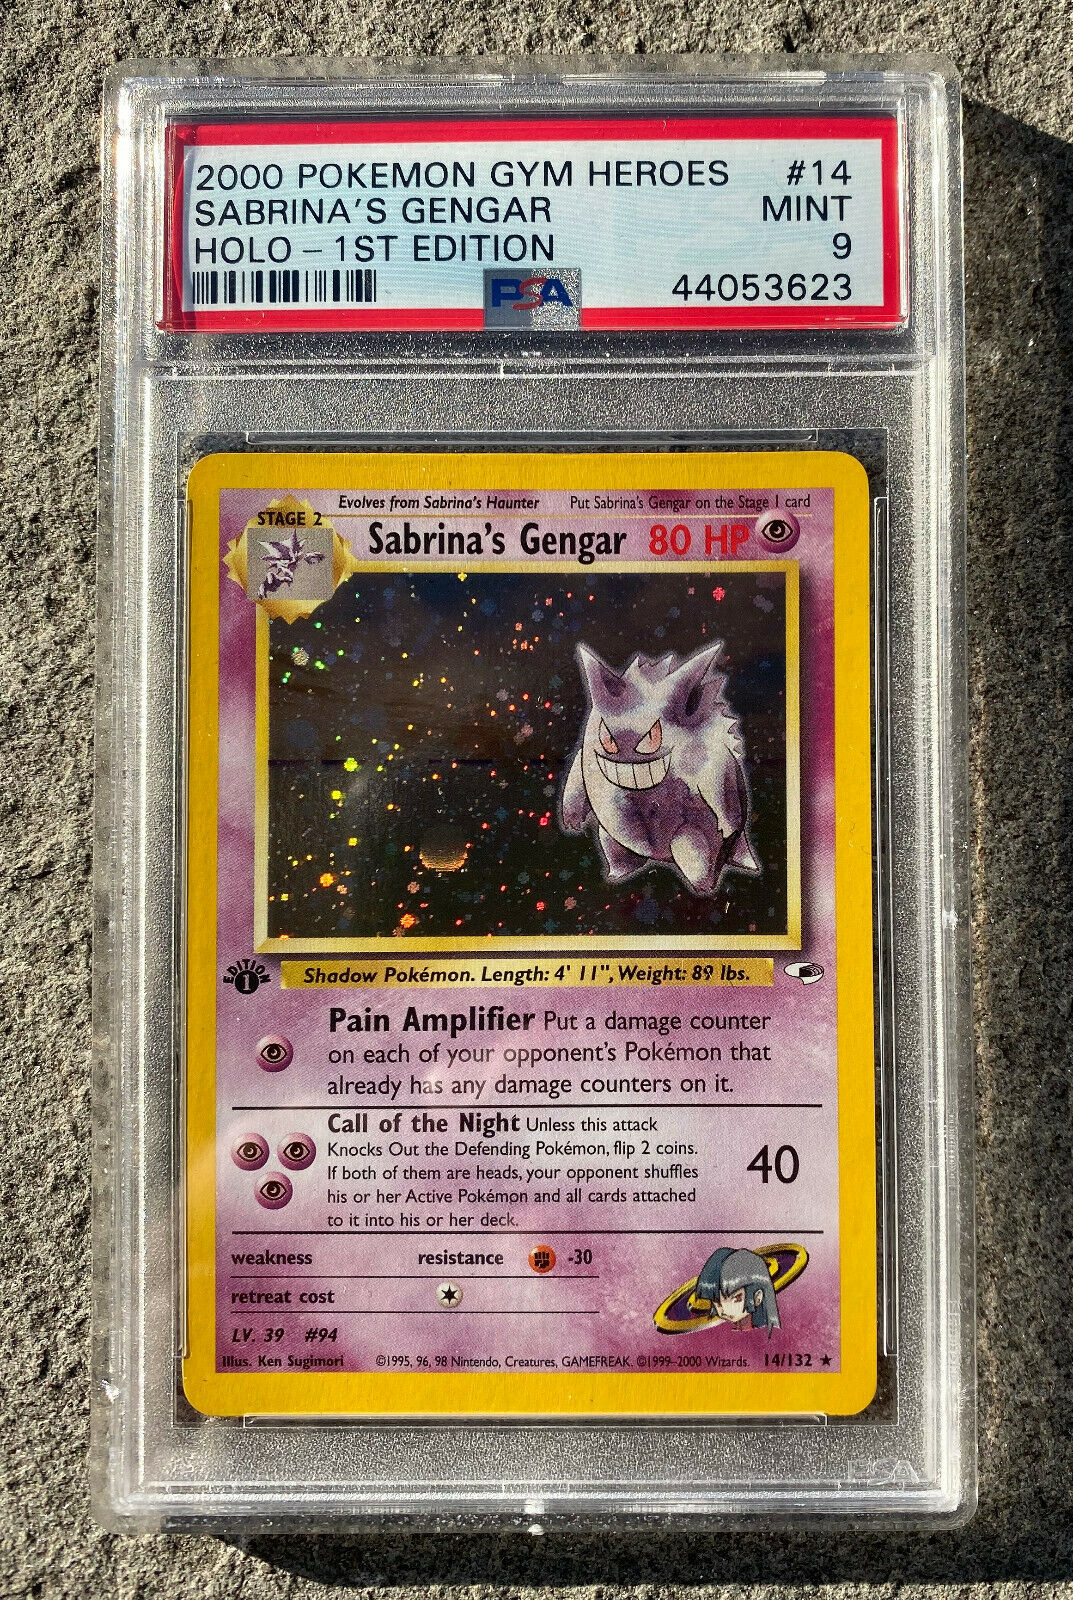 2000 POKEMON GYM HEROES #14
SABRINA'S GENGAR MINT
HOLO - 1ST EDITION 9
PSA 44053623
Evolves from Sabrina's Haunter Put Sabrina's Gengar on the Stage 1 card
STAGE 2
Sabrina's Gengar 80 HP
EDITION
1
Shadow Pokémon. Length: 4' 11", Weight: 89 lbs.
Pain Amplifier Put a damage counter
on each of your opponent's Pokémon that
already has any damage counters on it.
Call of the Night Unless this attack
Knocks Out the Defending Pokémon, flip 2 coins.
If both of them are heads, your opponent shuffles
his or her Active Pokémon and all cards attached
to it into his or her deck.
40
weakness resistance -30
retreat cost
LV. 39 #94
Illus. Ken Sugimori ©1995, 96, 98 Nintendo, Creatures, GAMEFREAK. ©1999-2000 Wizards. 14/132 ★
PSA